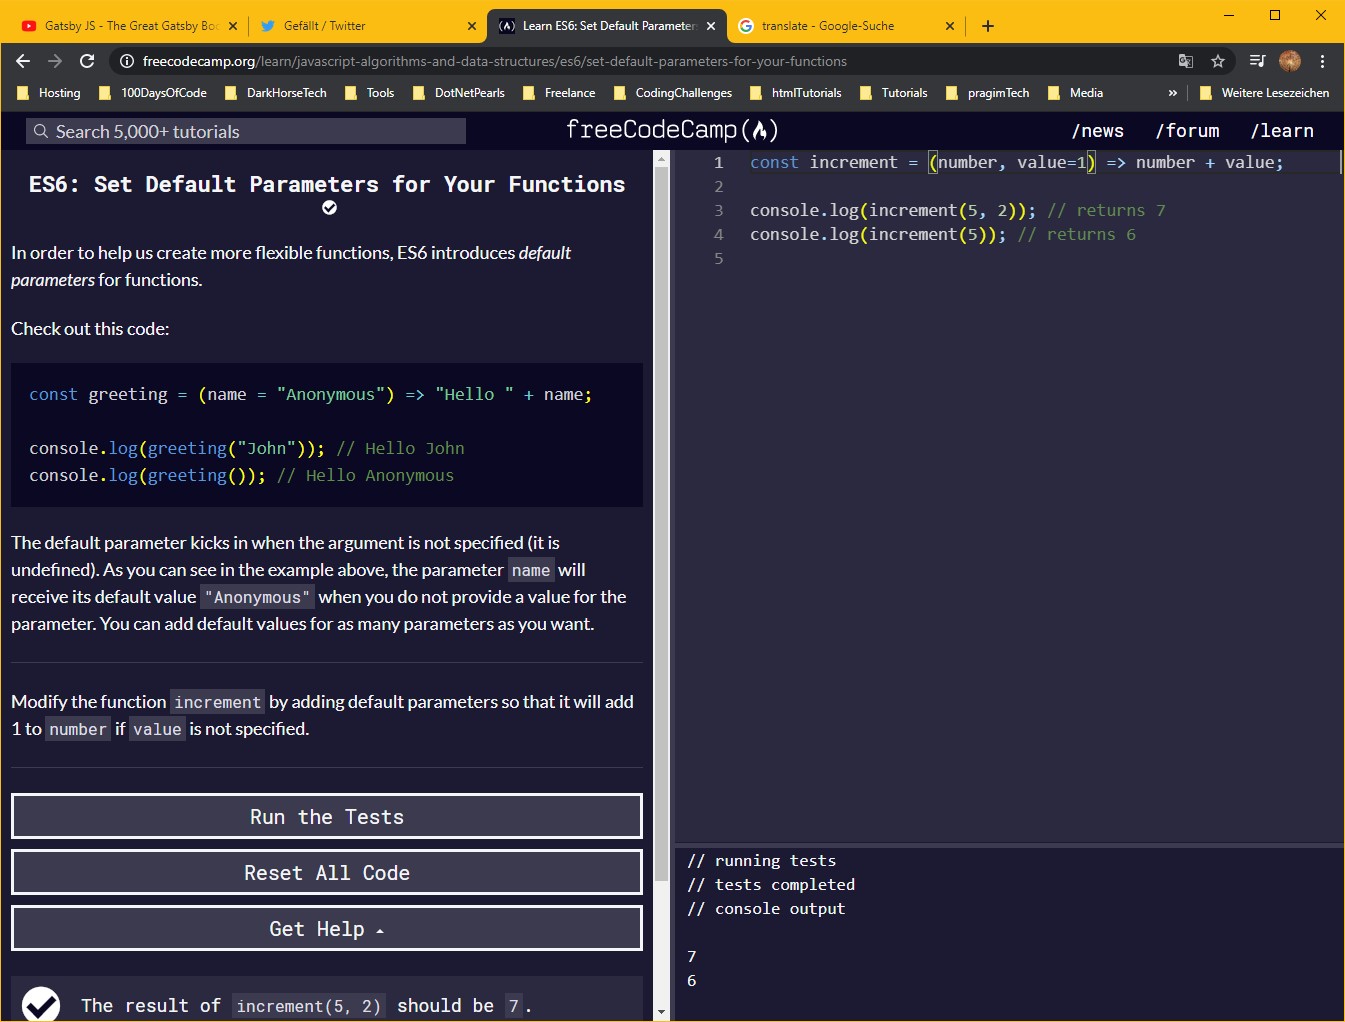 Gatsby JS - The Great Gatsby Boo
Gefällt / Twitter
Learn ES6: Set Default Parameter
translate - Google-Suche
freecodecamp.org/learn/javascript-algorithms-and-data-structures/es6/set-default-parameters-for-your-functions
Hosting 100DaysOfCode DarkHorseTech Tools DotNetPearls Freelance CodingChallenges htmlTutorials Tutorials pragimTech Media » Weitere Lesezeichen
Search 5,000+ tutorials
freeCodeCamp
/news /forum /learn
ES6: Set Default Parameters for Your Functions
In order to help us create more flexible functions, ES6 introduces default
parameters for functions.
Check out this code:
const greeting = (name = "Anonymous") => "Hello " + name;
console.log(greeting("John")); // Hello John
console.log(greeting()); // Hello Anonymous
The default parameter kicks in when the argument is not specified (it is
undefined). As you can see in the example above, the parameter name will
receive its default value "Anonymous" when you do not provide a value for the
parameter. You can add default values for as many parameters as you want.
Modify the function increment by adding default parameters so that it will add
1 to number if value is not specified.
Run the Tests
Reset All Code
Get Help
The result of increment(5, 2) should be 7.
1 const increment = (number, value=1) => number + value;
2
3 console.log(increment(5, 2)); // returns 7
4 console.log(increment(5)); // returns 6
5
// running tests
// tests completed
// console output
7
6